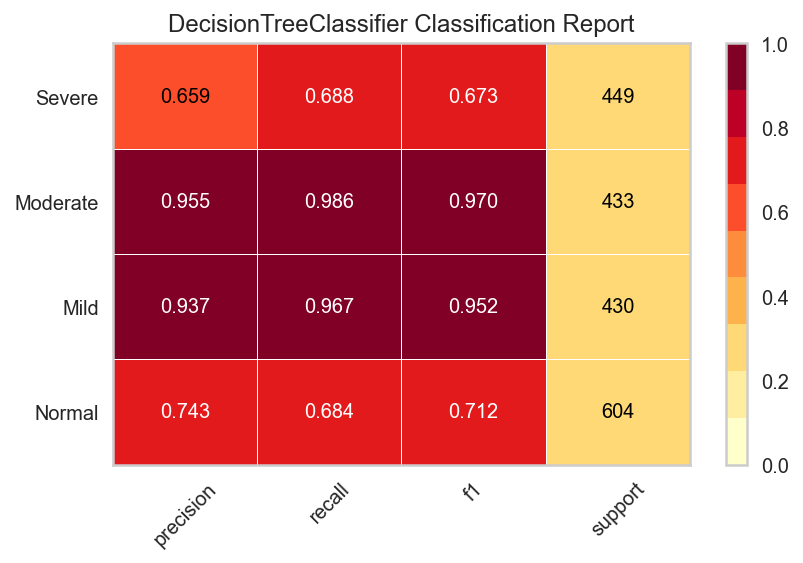 DecisionTreeClassifier Classification Report
Severe 0.659 0.688 0.673 449
Moderate 0.955 0.986 0.970 433
Mild 0.937 0.967 0.952 430
Normal 0.743 0.684 0.712 604
precision recall f1 support
1.0
0.8
0.6
0.4
0.2
0.0